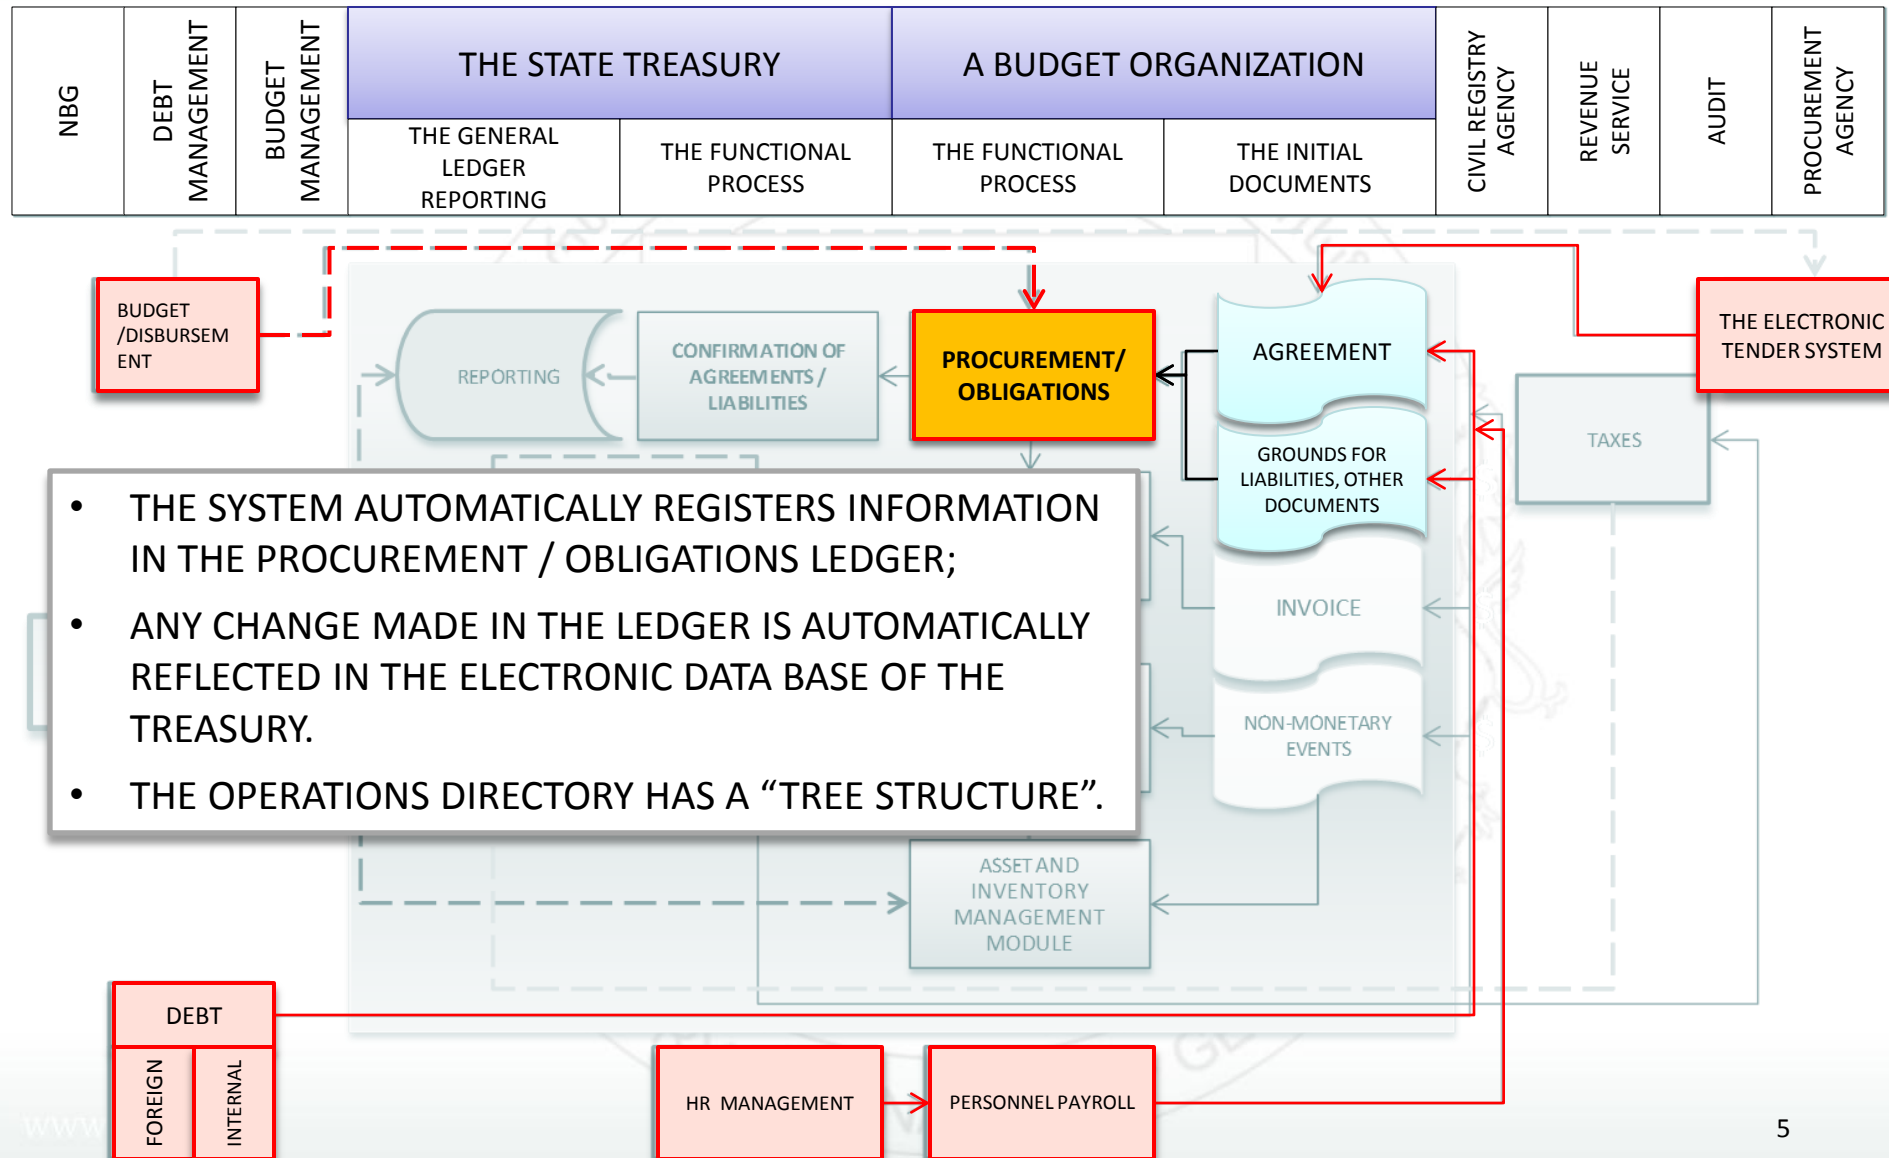 NBG
DEBT
MANAGEMENT
BUDGET
MANAGEMENT
THE STATE TREASURY
A BUDGET ORGANIZATION
THE GENERAL
LEDGER
REPORTING
THE FUNCTIONAL
PROCESS
THE FUNCTIONAL
PROCESS
THE INITIAL
DOCUMENTS
CIVIL REGISTRY
AGENCY
REVENUE
SERVICE
AUDIT
PROCUREMENT
AGENCY
BUDGET
/DISBURSEM
ENT
REPORTING
CONFIRMATION OF
AGREEMENTS /
LIABILITIES
PROCUREMENT/
OBLIGATIONS
AGREEMENT
THE ELECTRONIC
TENDER SYSTEM
GROUNDS FOR
LIABILITIES, OTHER
DOCUMENTS
TAXES
• THE SYSTEM AUTOMATICALLY REGISTERS INFORMATION
IN THE PROCUREMENT / OBLIGATIONS LEDGER;
• ANY CHANGE MADE IN THE LEDGER IS AUTOMATICALLY
REFLECTED IN THE ELECTRONIC DATA BASE OF THE
TREASURY.
• THE OPERATIONS DIRECTORY HAS A “TREE STRUCTURE”.
INVOICE
NON-MONETARY
EVENTS
ASSET AND
INVENTORY
MANAGEMENT
MODULE
DEBT
FOREIGN
INTERNAL
HR MANAGEMENT
PERSONNEL PAYROLL
www
5